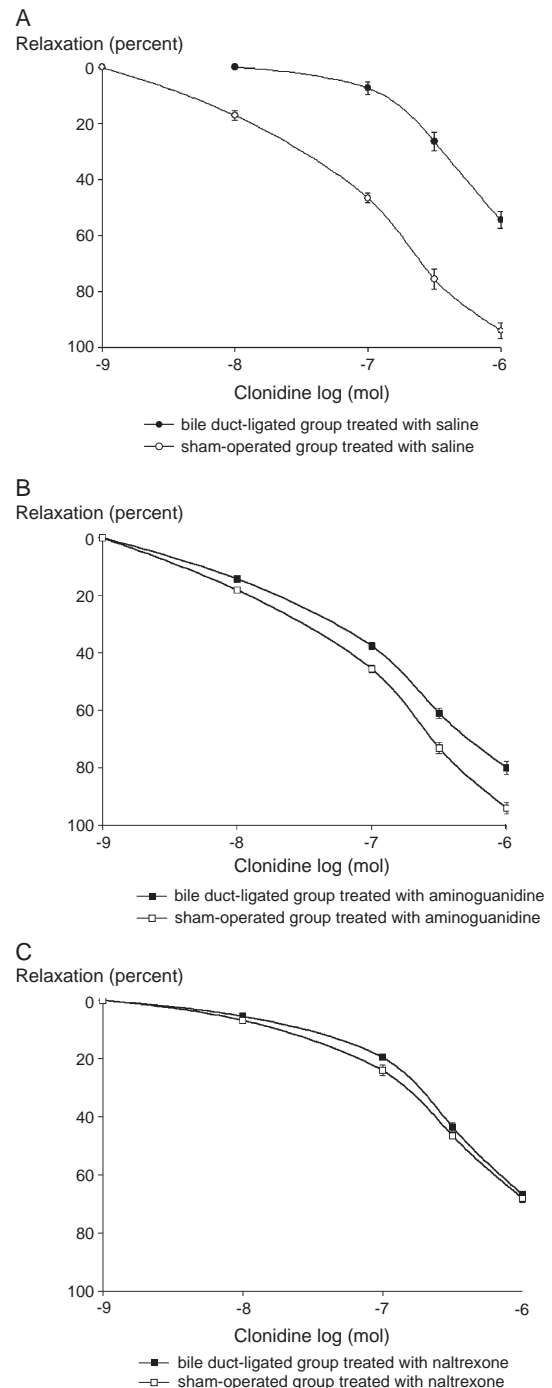 A
Relaxation (percent)
0
20
40
60
80
100
-9
-8
-7
-6
Clonidine log (mol)
bile duct-ligated group treated with saline
sham-operated group treated with saline
B
Relaxation (percent)
0
20
40
60
80
100
-9
-8
-7
-6
Clonidine log (mol)
bile duct-ligated group treated with aminoguanidine
sham-operated group treated with aminoguanidine
C
Relaxation (percent)
0
20
40
60
80
100
-9
-8
-7
-6
Clonidine log (mol)
bile duct-ligated group treated with naltrexone
sham-operated group treated with naltrexone